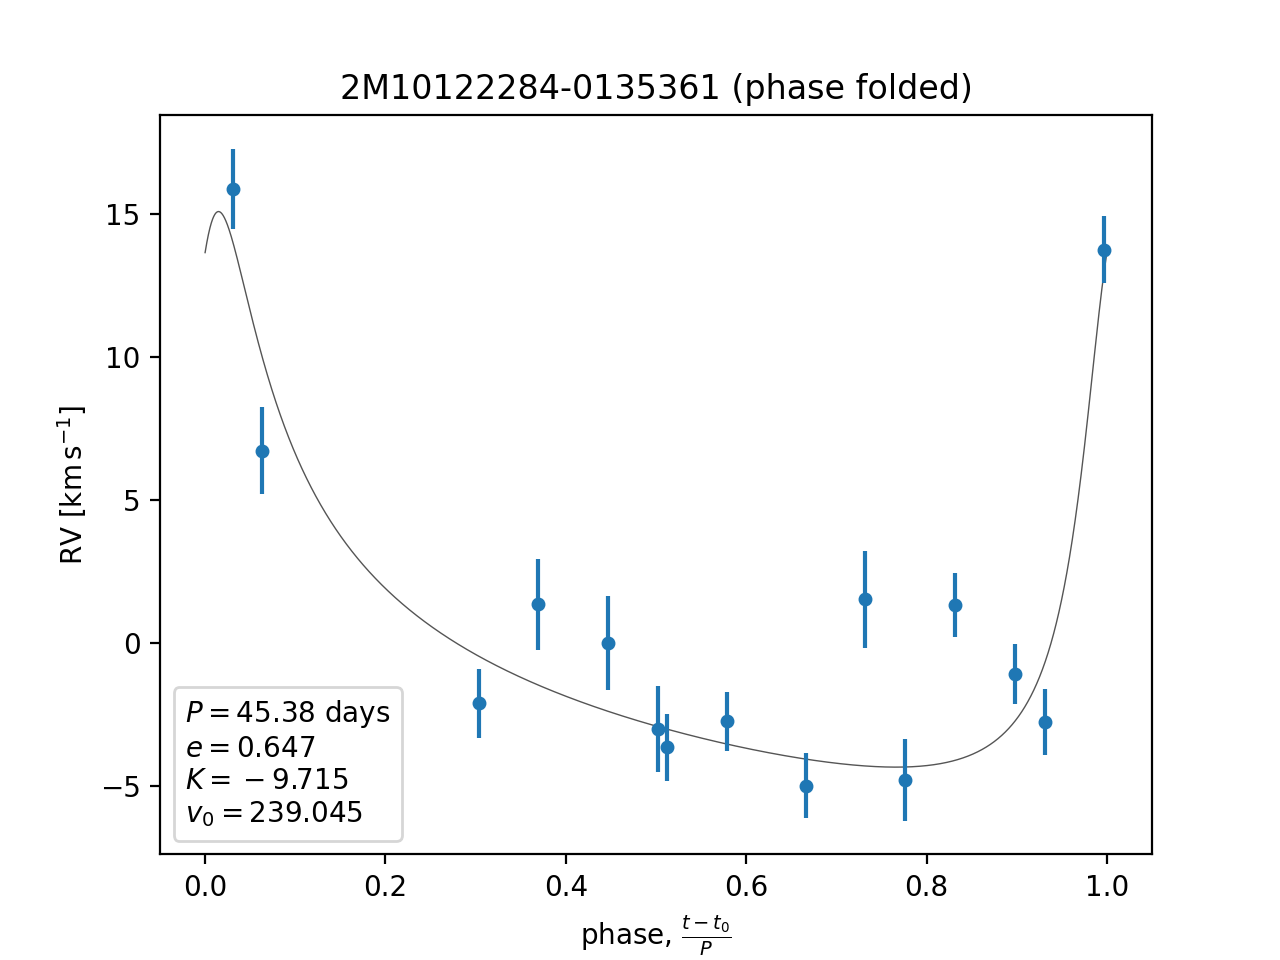 2M10122284-0135361 (phase folded)
RV [km s⁻¹]
15
10
5
0
−5
P = 45.38 days
e = 0.647
K = − 9.715
v₀ = 239.045
0.0 0.2 0.4 0.6 0.8 1.0
phase, (t − t₀)/P